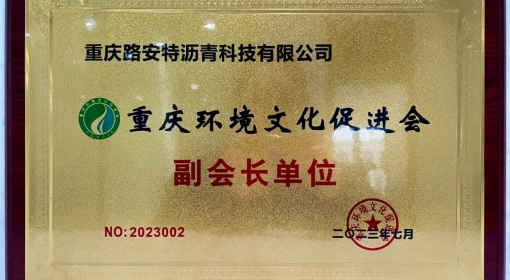 重庆路安特沥青科技有限公司
重庆环境文化促进会
副会长单位
NO:2023002
二〇二三年七月